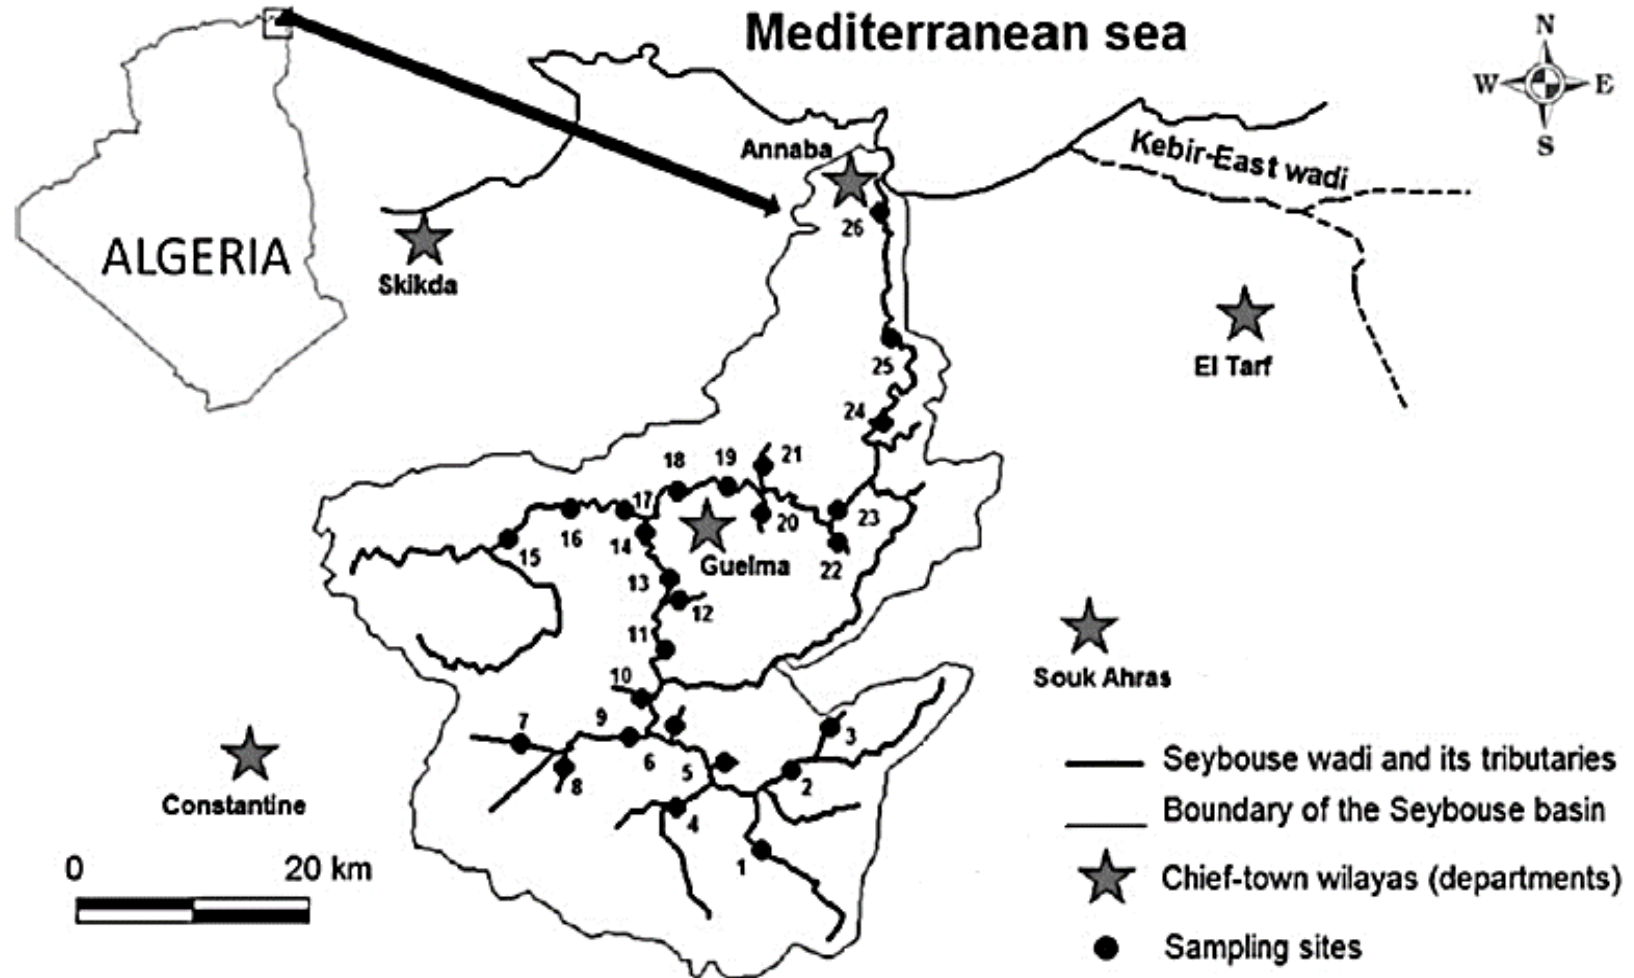 Mediterranean sea
N
W
E
S
Annaba
Kebir-East wadi
26
ALGERIA
Skikda
25
El Tarf
24
21
18
19
17
20
23
16
14
15
Guelma
22
13
12
11
10
Souk Ahras
7
9
3
6
5
2
8
Seybouse wadi and its tributaries
Constantine
Boundary of the Seybouse basin
4
1
0
20 km
Chief-town wilayas (departments)
Sampling sites